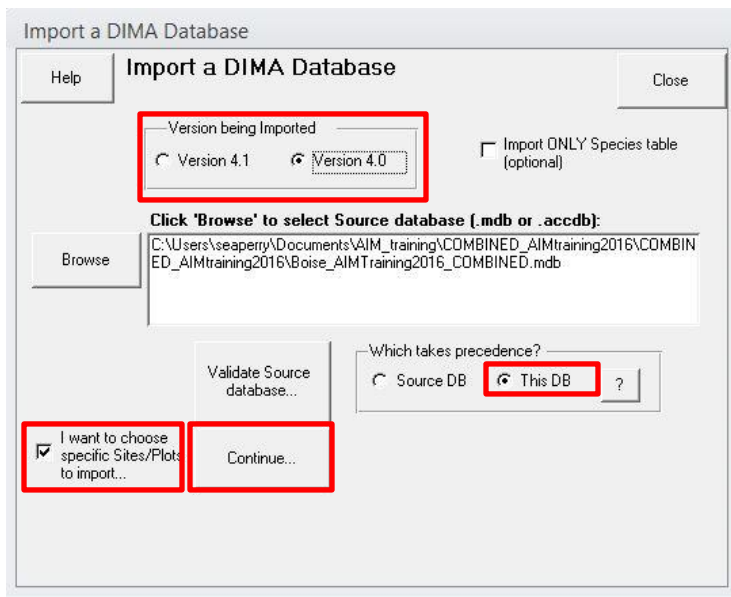 Import a DIMA Database
Help
Import a DIMA Database
Close
Version being Imported
Version 4.1
Version 4.0
Import ONLY Species table
(optional)
Click 'Browse' to select Source database (.mdb or .accdb):
Browse
C:\Users\seaperry\Documents\AIM_training\COMBINED_AIMtraining2016\COMBIN
ED_AIMtraining2016\Boise_AIMTraining2016_COMBINED.mdb
Validate Source
database...
Which takes precedence?
Source DB
This DB
?
I want to choose
specific Sites/Plots
to import...
Continue...